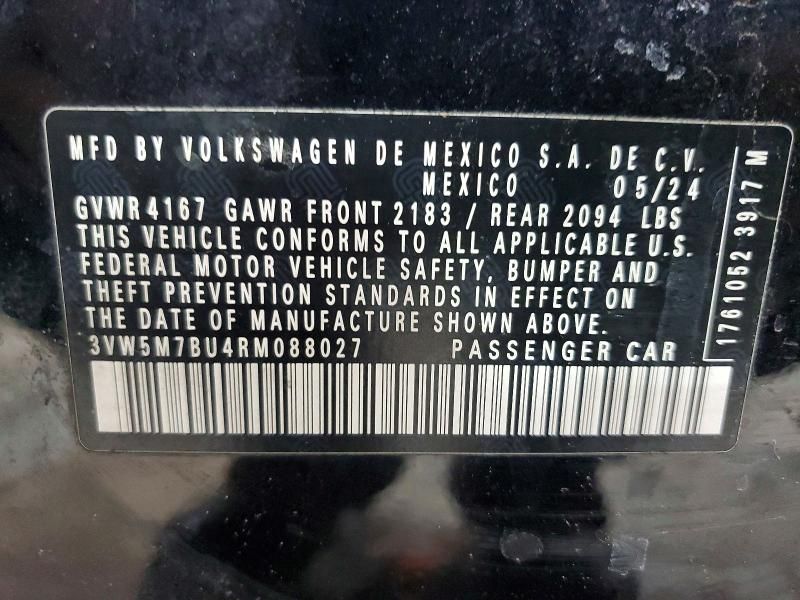 MFD BY VOLKSWAGEN DE MEXICO S.A. DE C.V.
MEXICO 05/24
GVWR 4167 GAWR FRONT 2183 / REAR 2094 LBS
THIS VEHICLE CONFORMS TO ALL APPLICABLE U.S.
FEDERAL MOTOR VEHICLE SAFETY, BUMPER AND
THEFT PREVENTION STANDARDS IN EFFECT ON
THE DATE OF MANUFACTURE SHOWN ABOVE.
3VW5M7BU4RM088027 PASSENGER CAR
1761052 3917 M